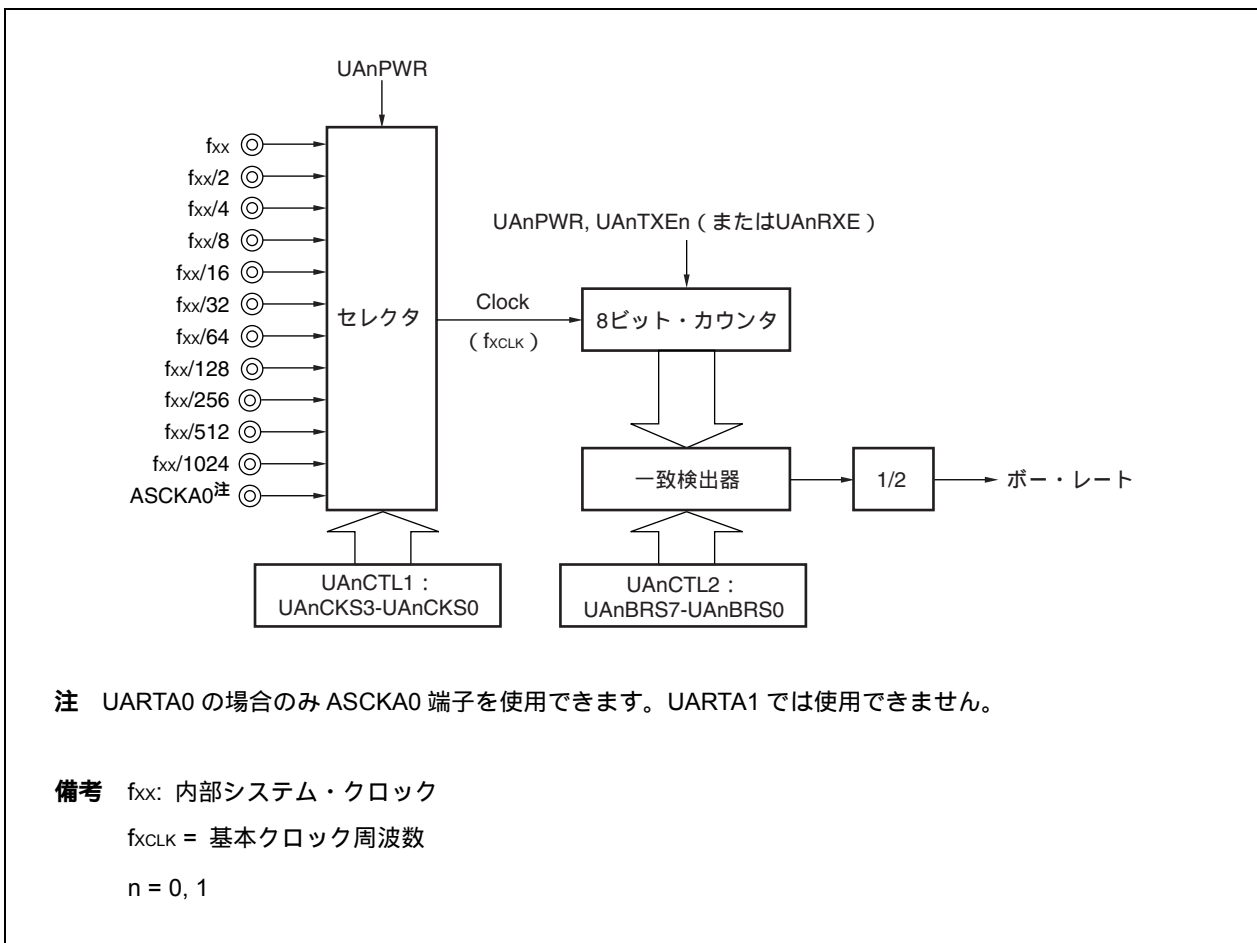 UAnPWR
fxx
fxx/2
fxx/4
fxx/8
fxx/16
fxx/32
fxx/64
fxx/128
fxx/256
fxx/512
fxx/1024
ASCKA0注
セレクタ
Clock
（fXCLK）
UAnPWR, UAnTXEn（またはUAnRXE）
8ビット・カウンタ
一致検出器
1/2
ボー・レート
UAnCTL1：
UAnCKS3-UAnCKS0
UAnCTL2：
UAnBRS7-UAnBRS0
注 UARTA0 の場合のみ ASCKA0 端子を使用できます。UARTA1 では使用できません。
備考 fxx: 内部システム・クロック
fXCLK = 基本クロック周波数
n = 0, 1